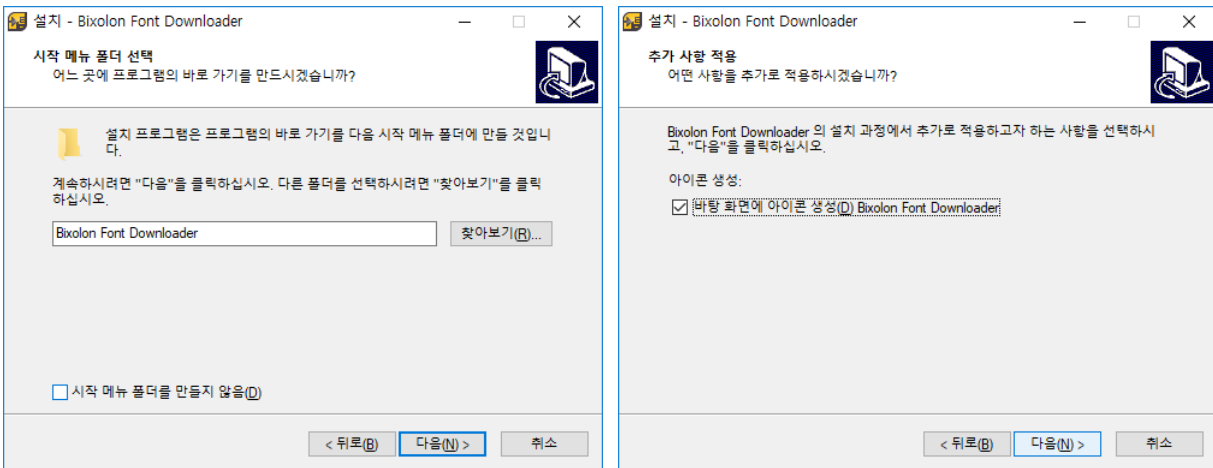 설치 - Bixolon Font Downloader
시작 메뉴 폴더 선택
어느 곳에 프로그램의 바로 가기를 만드시겠습니까?
설치 프로그램은 프로그램의 바로 가기를 다음 시작 메뉴 폴더에 만들 것입니
다.
계속하시려면 "다음"을 클릭하십시오. 다른 폴더를 선택하시려면 "찾아보기"를 클릭
하십시오.
Bixolon Font Downloader
찾아보기(R)...
시작 메뉴 폴더를 만들지 않음(D)
< 뒤로(B)
다음(N) >
취소
설치 - Bixolon Font Downloader
추가 사항 적용
어떤 사항을 추가로 적용하시겠습니까?
Bixolon Font Downloader 의 설치 과정에서 추가로 적용하고자 하는 사항을 선택하시
고, "다음"을 클릭하십시오.
아이콘 생성:
바탕 화면에 아이콘 생성(D) Bixolon Font Downloader
< 뒤로(B)
다음(N) >
취소